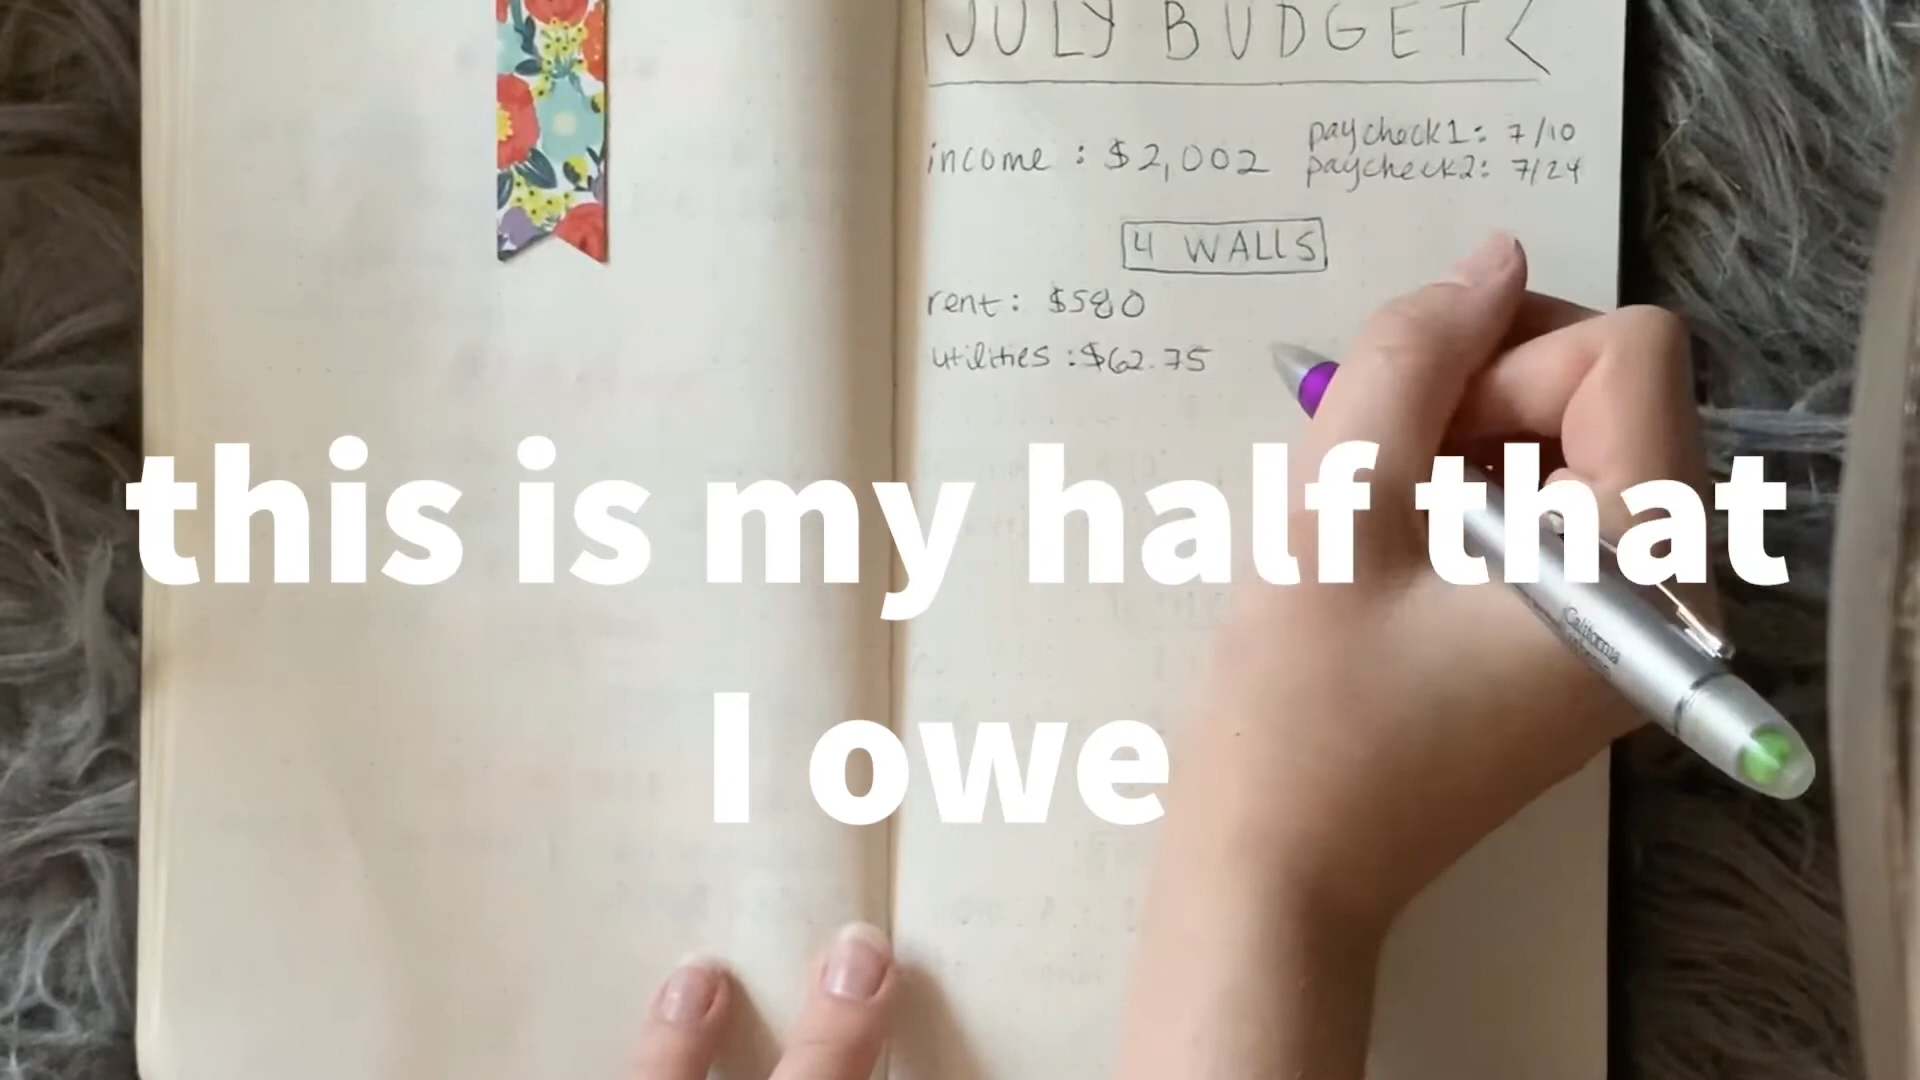 JULY BUDGET
income : $2,002
paycheck1: 7/10
paycheck2: 7/24
4 WALLS
rent: $580
utilities : $62.75
this is my half that
I owe
California